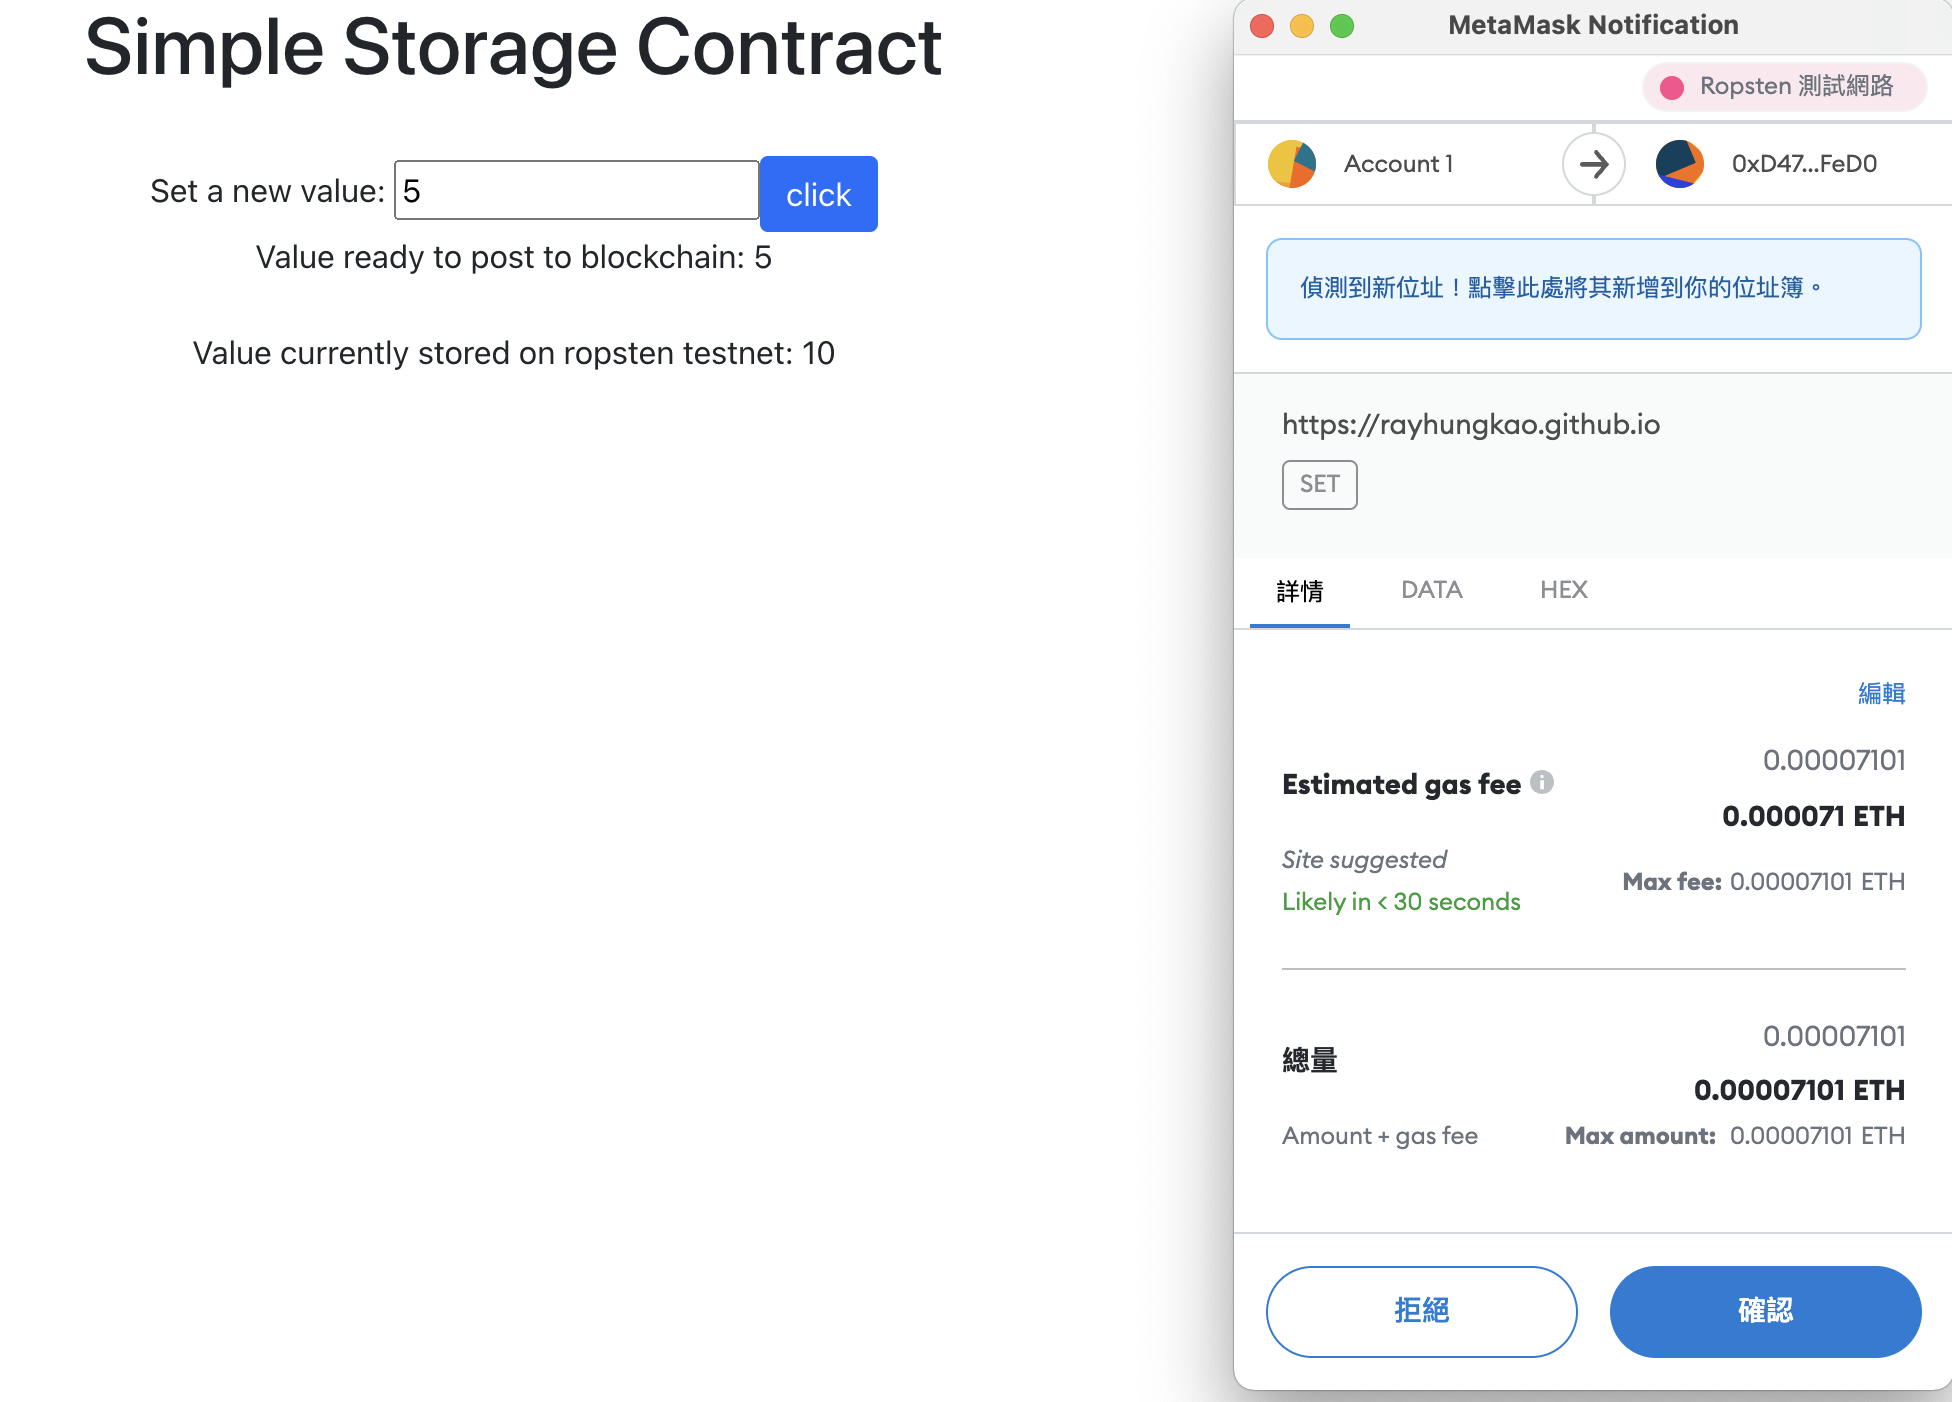 Simple Storage Contract
Set a new value: 5 click
Value ready to post to blockchain: 5
Value currently stored on ropsten testnet: 10
MetaMask Notification
Ropsten 測試網路
Account 1 0xD47...FeD0
偵測到新位址！點擊此處將其新增到你的位址簿。
https://rayhungkao.github.io
SET
詳情 DATA HEX
編輯
0.00007101
Estimated gas fee
0.000071 ETH
Site suggested
Max fee: 0.00007101 ETH
Likely in < 30 seconds
0.00007101
總量
0.00007101 ETH
Amount + gas fee Max amount: 0.00007101 ETH
拒絕 確認